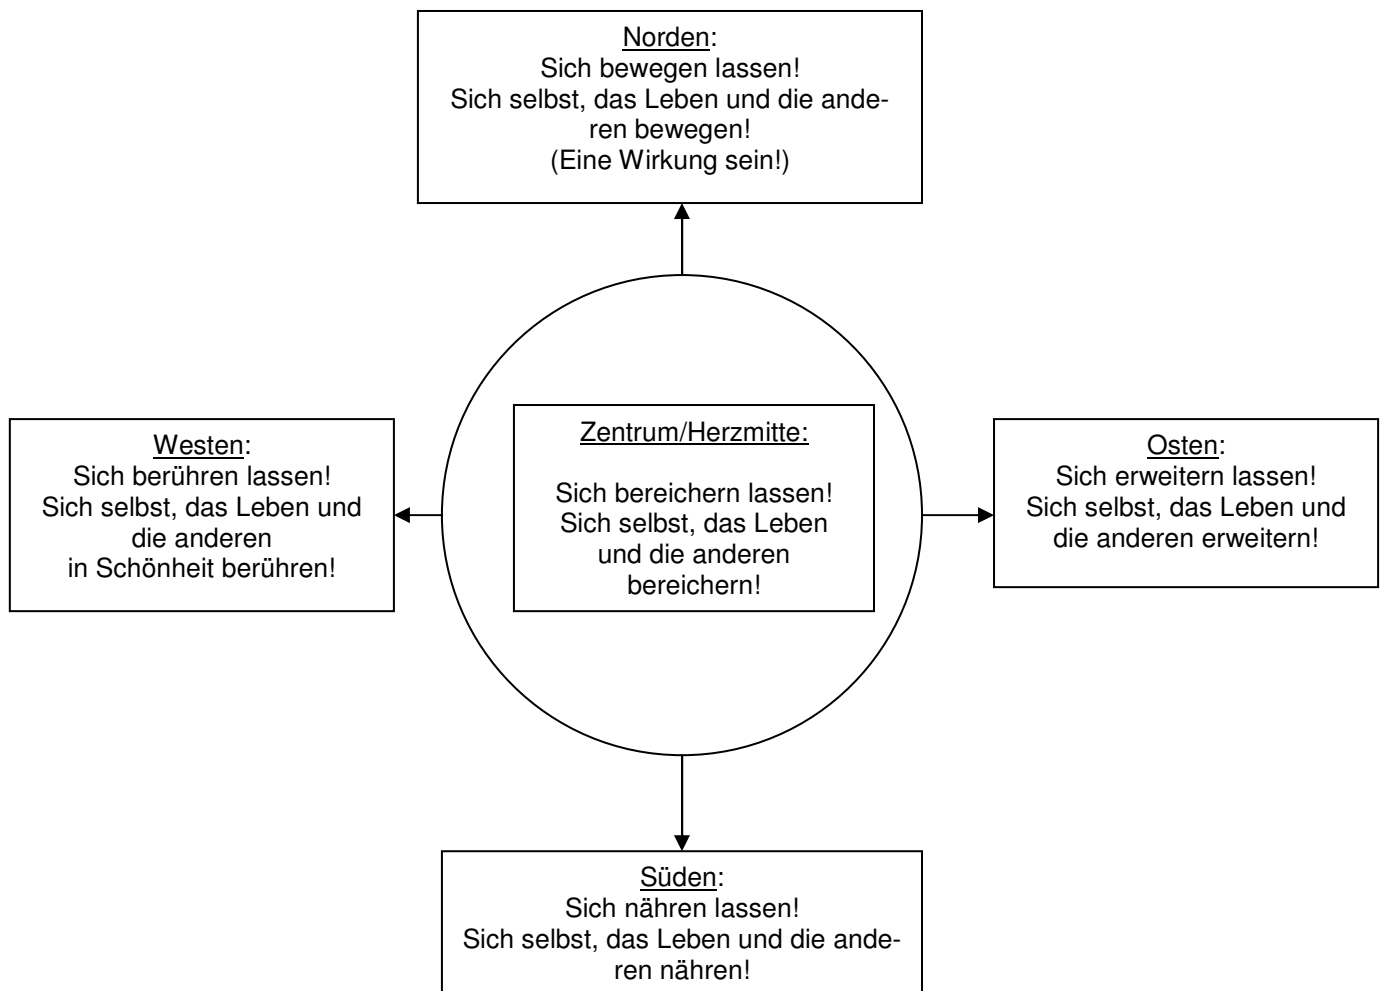 Norden:
Sich bewegen lassen!
Sich selbst, das Leben und die ande-
ren bewegen!
(Eine Wirkung sein!)
Westen:
Sich berühren lassen!
Sich selbst, das Leben und
die anderen
in Schönheit berühren!
Zentrum/Herzmitte:
Sich bereichern lassen!
Sich selbst, das Leben
und die anderen
bereichern!
Osten:
Sich erweitern lassen!
Sich selbst, das Leben und
die anderen erweitern!
Süden:
Sich nähren lassen!
Sich selbst, das Leben und die ande-
ren nähren!